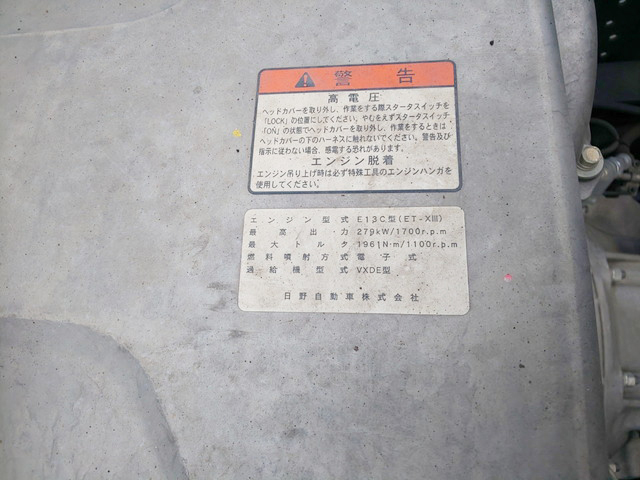 警告
高電圧
ヘッドカバーを取り外し、作業をする際スタータスイッチを
「LOCK」の位置にしてください。やむをえずスタータスイッチ
「ON」の状態でヘッドカバーを取り外し、作業をするときは
ヘッドカバーの下のハーネスに触れないでください。警告及び
指示に従わない場合、感電する恐れがあります。
エンジン脱着
エンジン吊り上げ時は必ず特殊工具のエンジンハンガを
使用してください。
エンジン型式 E13C型(ET-XⅢ)
最高出力 279kW/1700r.p.m
最大トルク 1961N·m/1100r.p.m
燃料噴射方式 電子式
過給機型式 VXDE型
日野自動車株式会社